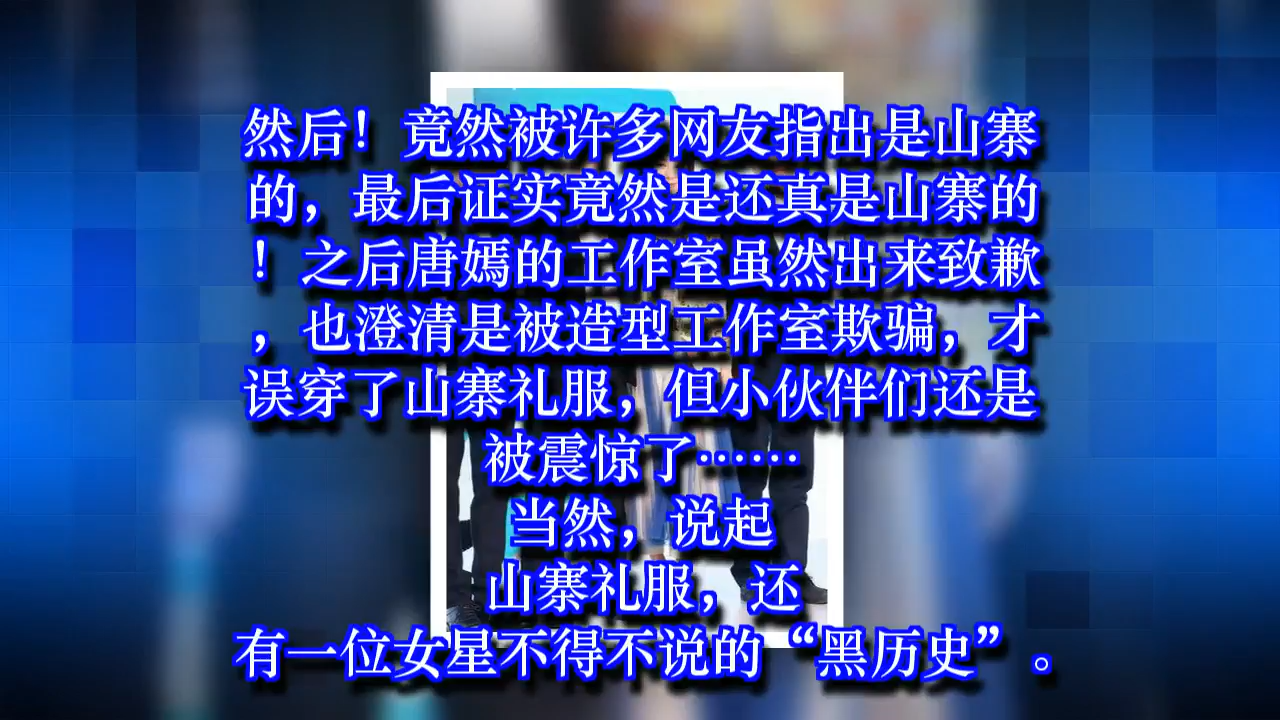 然后！竟然被许多网友指出是山寨
的，最后证实竟然是还真是山寨的
！之后唐嫣的工作室虽然出来致歉
，也澄清是被造型工作室欺骗，才
误穿了山寨礼服，但小伙伴们还是
被震惊了……
当然，说起
山寨礼服，还
有一位女星不得不说的“黑历史”。